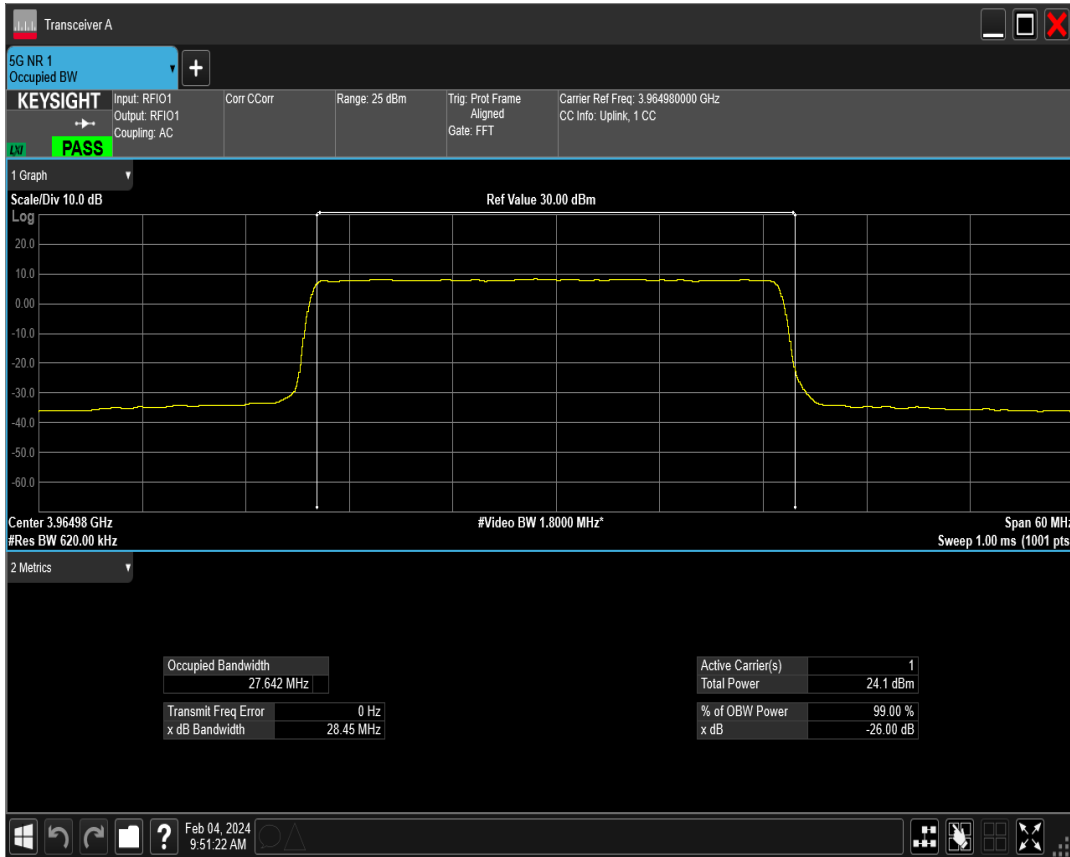 Transceiver A
5G NR 1
Occupied BW
+
KEYSIGHT
LXI PASS
Input: RFIO1
Output: RFIO1
Coupling: AC
Corr CCorr
Range: 25 dBm
Trig: Prot Frame
Aligned
Gate: FFT
Carrier Ref Freq: 3.964980000 GHz
CC Info: Uplink, 1 CC
1 Graph
Scale/Div 10.0 dB
Ref Value 30.00 dBm
Log
20.0
10.0
0.00
-10.0
-20.0
-30.0
-40.0
-50.0
-60.0
Center 3.96498 GHz
#Video BW 1.8000 MHz*
Span 60 MHz
#Res BW 620.00 kHz
Sweep 1.00 ms (1001 pts
2 Metrics
Occupied Bandwidth
27.642 MHz
Transmit Freq Error 0 Hz
x dB Bandwidth 28.45 MHz
Active Carrier(s) 1
Total Power 24.1 dBm
% of OBW Power 99.00 %
x dB -26.00 dB
?
Feb 04, 2024
9:51:22 AM